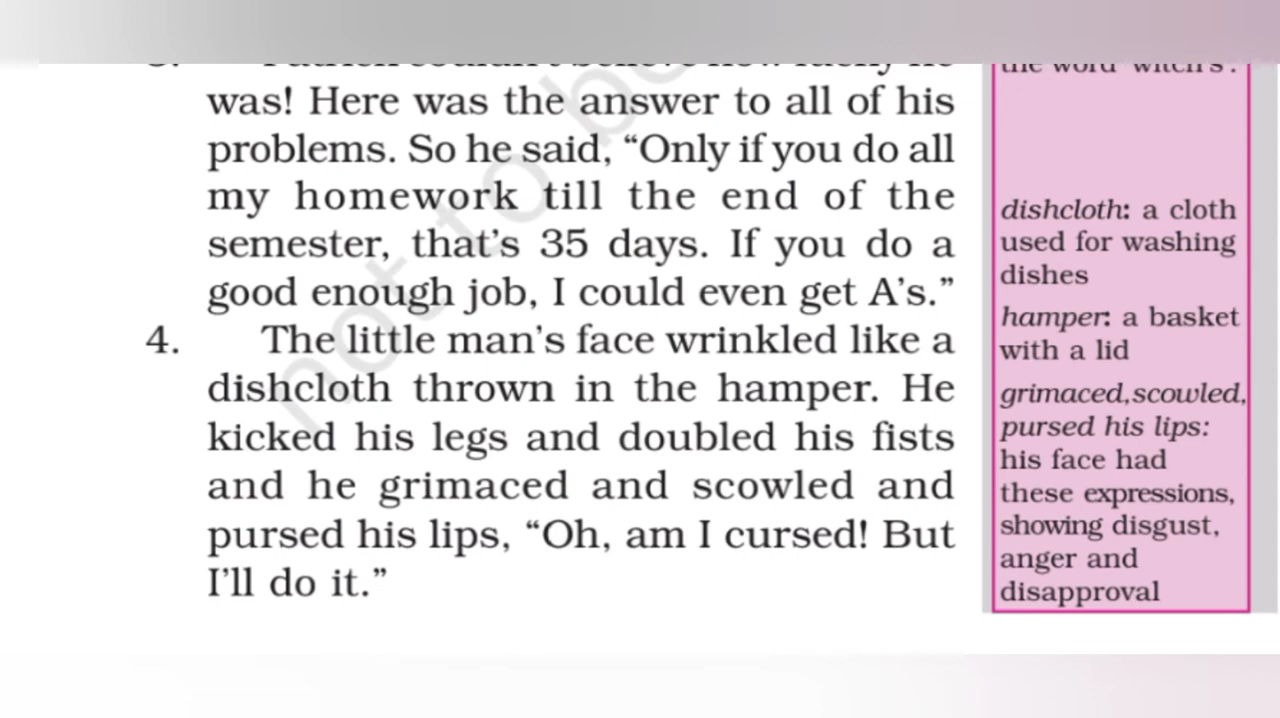 was! Here was the answer to all of his
problems. So he said, “Only if you do all
my homework till the end of the
semester, that’s 35 days. If you do a
good enough job, I could even get A’s.”
4. The little man’s face wrinkled like a
dishcloth thrown in the hamper. He
kicked his legs and doubled his fists
and he grimaced and scowled and
pursed his lips, “Oh, am I cursed! But
I’ll do it.”
the word ‘witch’s’.
dishcloth: a cloth
used for washing
dishes
hamper: a basket
with a lid
grimaced,scowled,
pursed his lips:
his face had
these expressions,
showing disgust,
anger and
disapproval
not to be